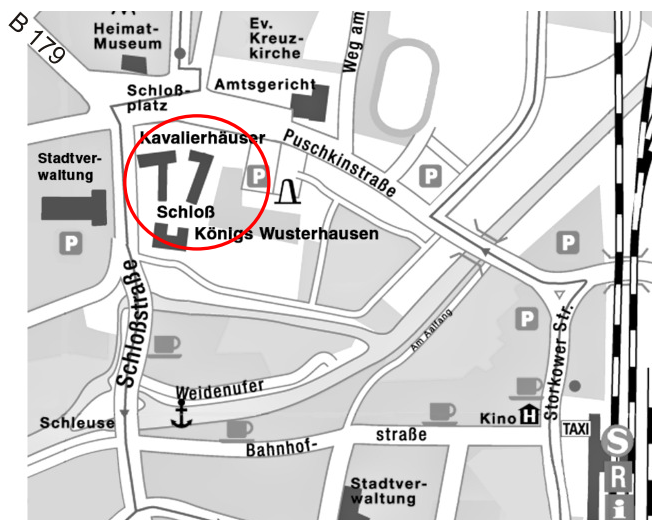 B 179
Heimat-
Museum
Ev.
Kreuz-
kirche
Weg am
Schloß-
platz
Amtsgericht
Kavalierhäuser
Puschkinstraße
Stadtver-
waltung
P
P
P
P
P
Schloß
Königs Wusterhausen
Schloßstraße
Am Aalfang
Storkower Str.
Weidenufer
Schleuse
Kino
H
TAXI
Bahnhof-
straße
S
R
i
Stadtver-
waltung